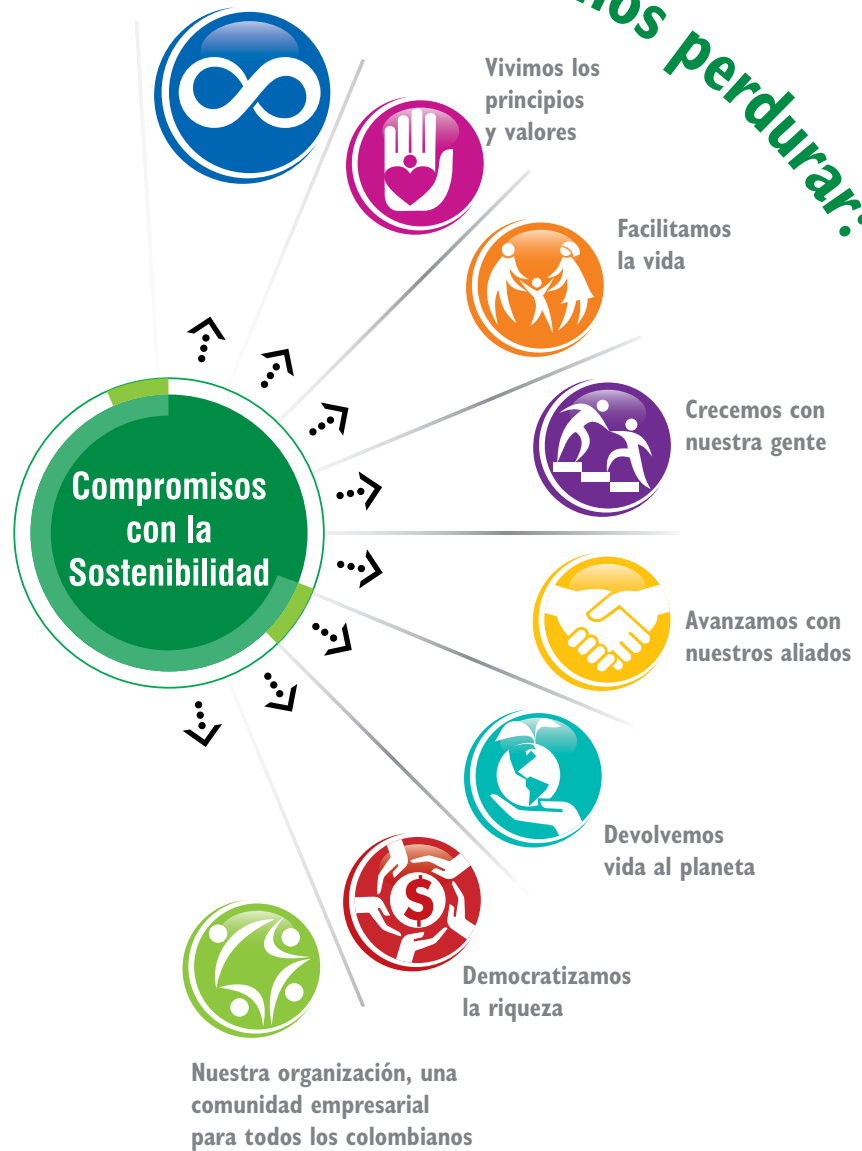 perdurar:
Vivimos los
principios
y valores
Facilitamos
la vida
Crecemos con
nuestra gente
Compromisos
con la
Sostenibilidad
Avanzamos con
nuestros aliados
Devolvemos
vida al planeta
$
Democratizamos
la riqueza
Nuestra organización, una
comunidad empresarial
para todos los colombianos